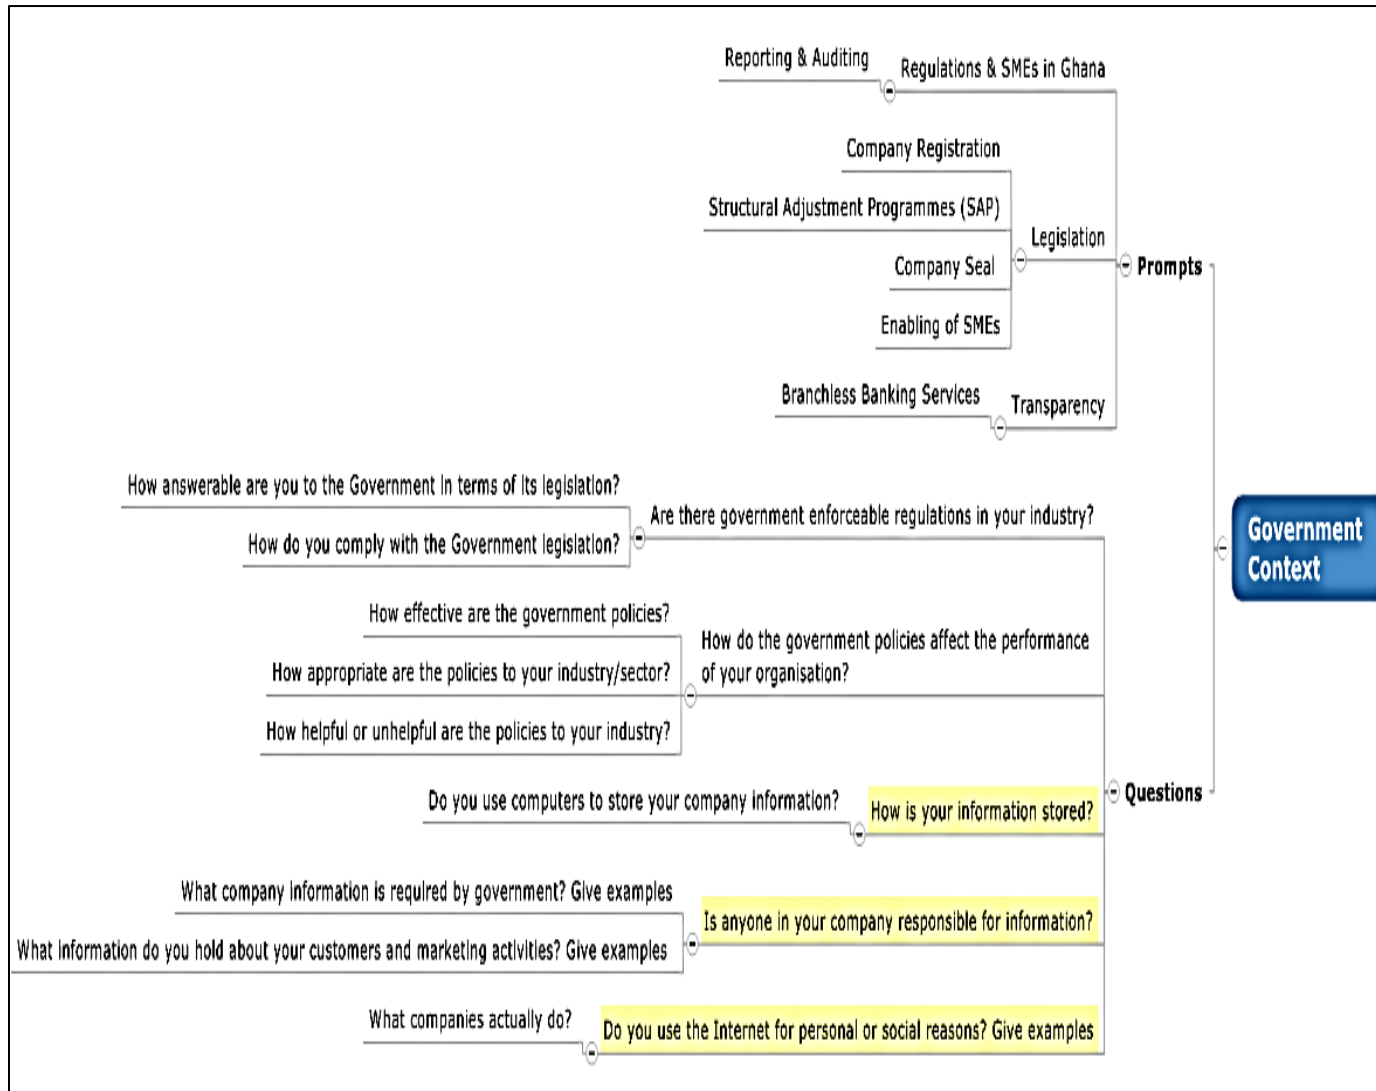 Reporting & Auditing
Regulations & SMEs in Ghana
Company Registration
Structural Adjustment Programmes (SAP)
Legislation
Company Seal
Prompts
Enabling of SMEs
Branchless Banking Services
Transparency
How answerable are you to the Government in terms of its legislation?
Are there government enforceable regulations in your industry?
How do you comply with the Government legislation?
Government
Context
How effective are the government policies?
How do the government policies affect the performance
of your organisation?
How appropriate are the policies to your industry/sector?
How helpful or unhelpful are the policies to your industry?
Questions
Do you use computers to store your company information?
How is your information stored?
What company information is required by government? Give examples
Is anyone in your company responsible for information?
What information do you hold about your customers and marketing activities? Give examples
What companies actually do?
Do you use the Internet for personal or social reasons? Give examples